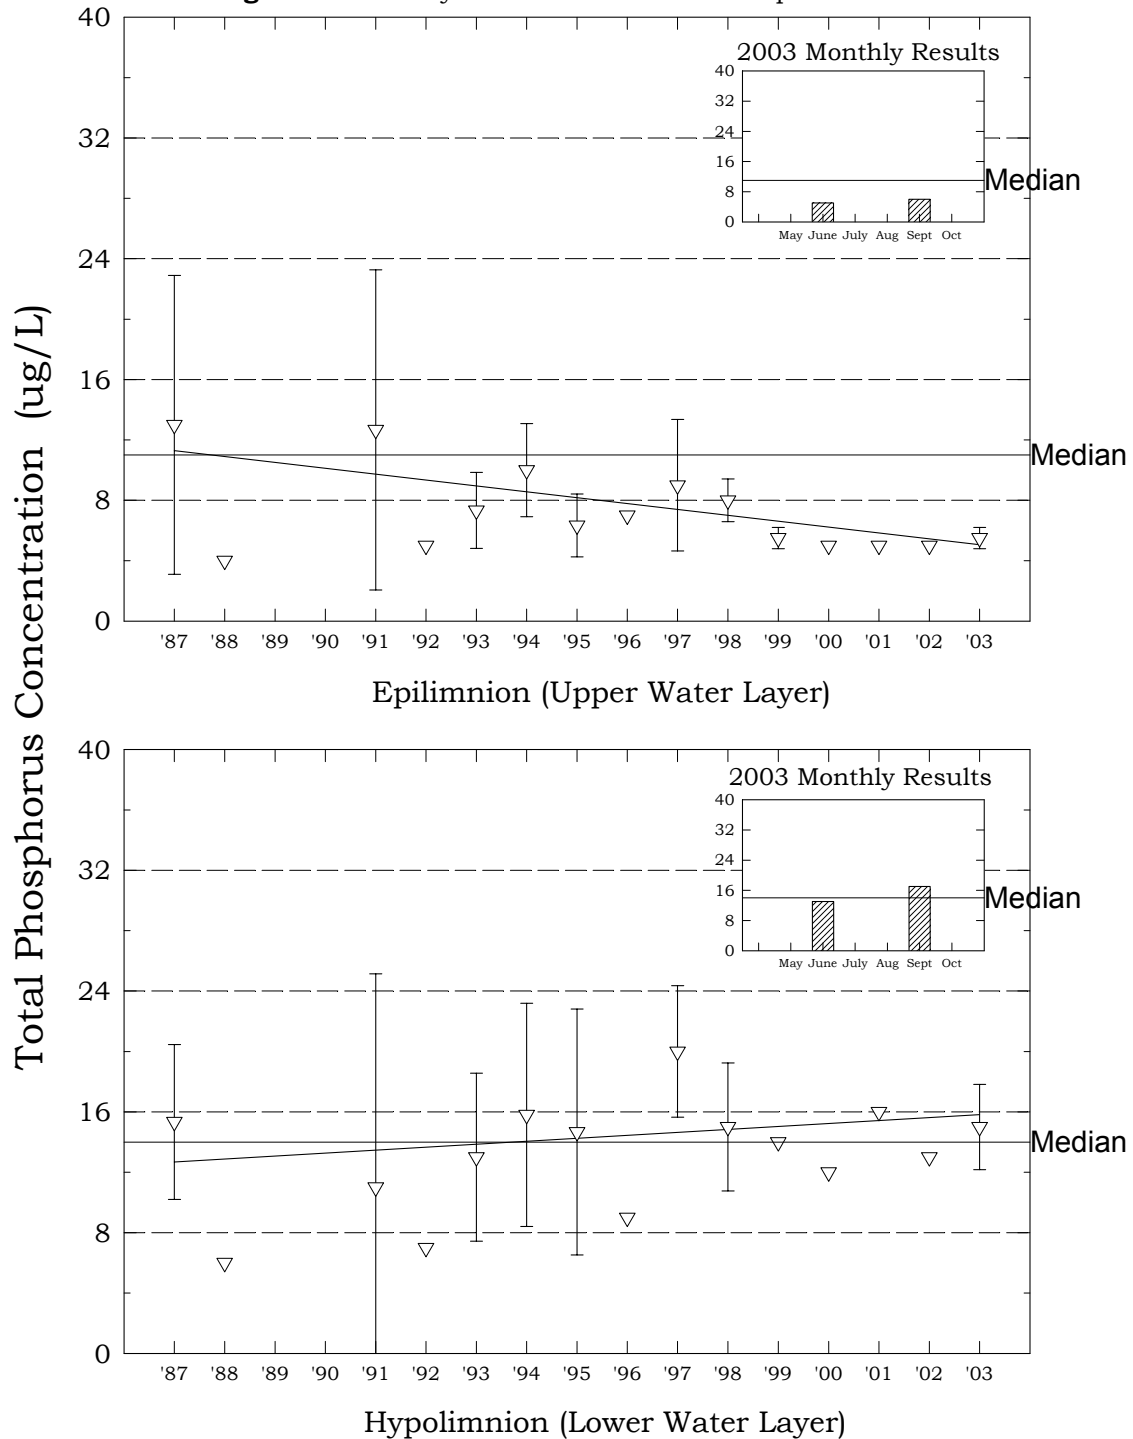 Total Phosphorus Concentration (ug/L)
40
32
24
16
8
0
2003 Monthly Results
40
32
24
16
8
0
May June July Aug Sept Oct
Median
Median
'87 '88 '89 '90 '91 '92 '93 '94 '95 '96 '97 '98 '99 '00 '01 '02 '03
Epilimnion (Upper Water Layer)
40
32
24
16
8
0
2003 Monthly Results
40
32
24
16
8
0
May June July Aug Sept Oct
Median
Median
'87 '88 '89 '90 '91 '92 '93 '94 '95 '96 '97 '98 '99 '00 '01 '02 '03
Hypolimnion (Lower Water Layer)